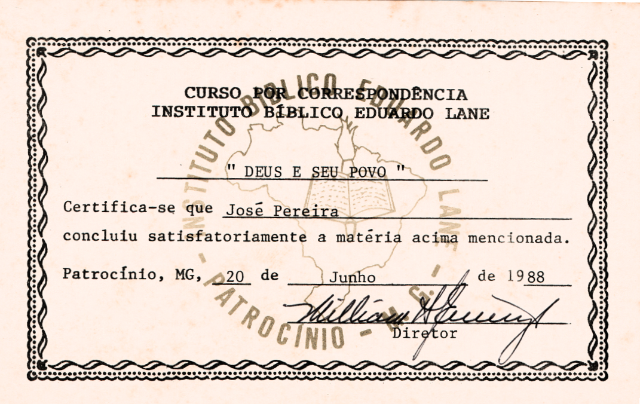 CURSO POR CORRESPONDÊNCIA
INSTITUTO BÍBLICO EDUARDO LANE
INSTITUTO BÍBLICO EDUARDO LANE - PATROCÍNIO - M.G. -
" DEUS E SEU POVO "
Certifica-se que José Pereira
concluiu satisfatoriamente a matéria acima mencionada.
Patrocínio, MG, 20 de Junho de 1988
William
Diretor